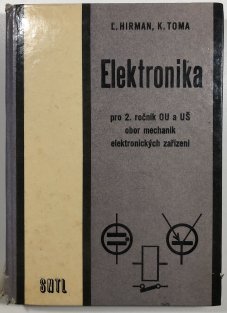 Ľ. HIRMAN, K. TOMA
Elektronika
pro 2. ročník OU a UŠ
obor mechanik
elektronických zařízení
SNTL